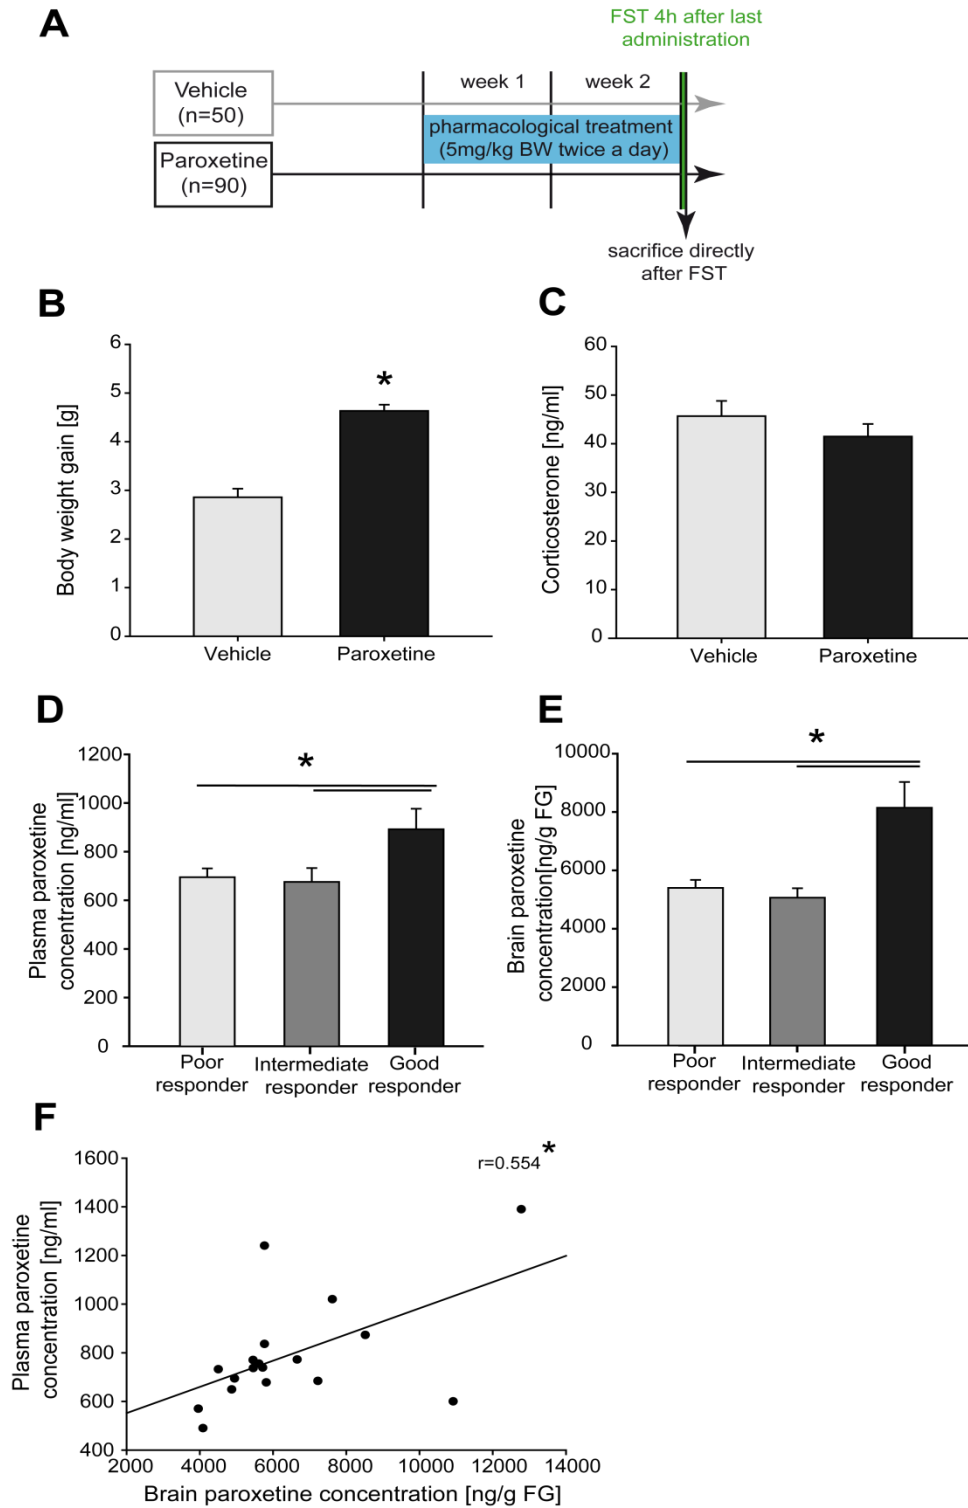 A
FST 4h after last
administration
Vehicle
(n=50)
week 1
week 2
pharmacological treatment
(5mg/kg BW twice a day)
Paroxetine
(n=90)
sacrifice directly
after FST
B
Body weight gain [g]
6
5
4
3
2
1
0
*
Vehicle
Paroxetine
C
Corticosterone [ng/ml]
60
50
40
30
20
10
0
Vehicle
Paroxetine
D
Plasma paroxetine
concentration [ng/ml]
1200
1000
800
600
400
200
0
*
Poor
responder
Intermediate
responder
Good
responder
E
Brain paroxetine
concentration[ng/g FG]
10000
8000
6000
4000
2000
0
*
Poor
responder
Intermediate
responder
Good
responder
F
Plasma paroxetine
concentration [ng/ml]
1600
1400
1200
1000
800
600
400
r=0.554*
2000
4000
6000
8000
10000
12000
14000
Brain paroxetine concentration [ng/g FG]